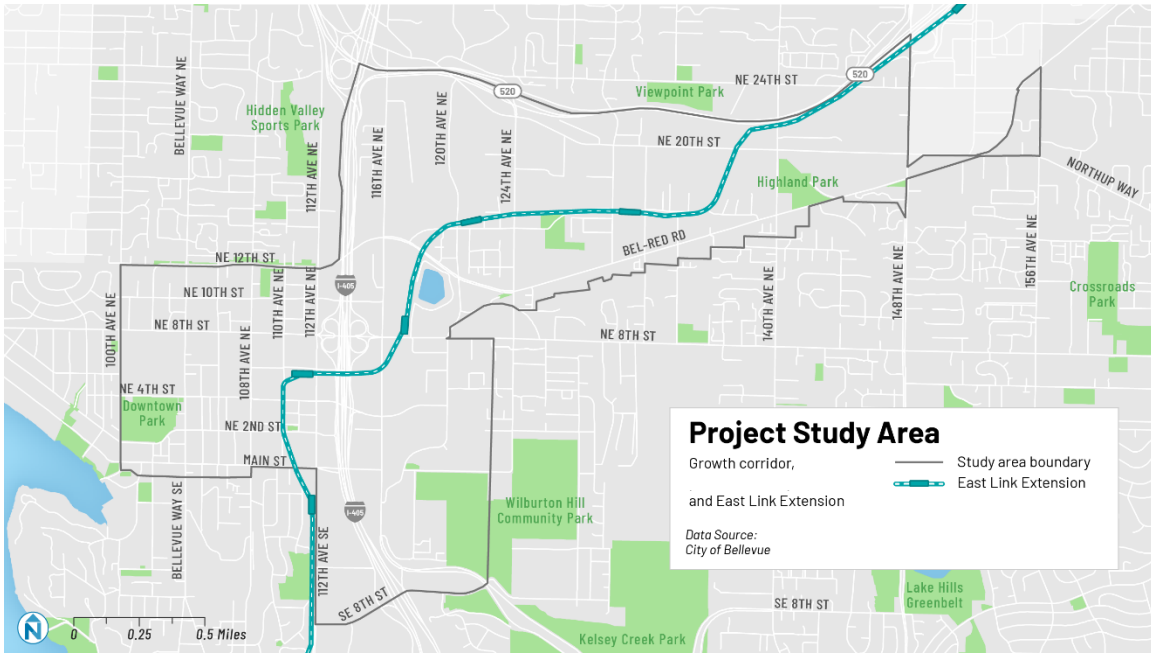 BELLEVUE WAY NE
Hidden Valley
Sports Park
112TH AVE NE
116TH AVE NE
120TH AVE NE
124TH AVE NE
520
Viewpoint Park
NE 24TH ST
520
NE 20TH ST
Highland Park
NORTHUP WAY
BEL-RED RD
NE 12TH ST
NE 10TH ST
NE 8TH ST
100TH AVE NE
108TH AVE NE
110TH AVE NE
112TH AVE NE
I-405
NE 8TH ST
140TH AVE NE
148TH AVE NE
156TH AVE NE
Crossroads
Park
NE 4TH ST
Downtown
Park
NE 2ND ST
MAIN ST
BELLEVUE WAY SE
112TH AVE SE
I-405
SE 8TH ST
Wilburton Hill
Community Park
Kelsey Creek Park
SE 8TH ST
Lake Hills
Greenbelt
Project Study Area
Growth corridor,
and East Link Extension
Data Source:
City of Bellevue
Study area boundary
East Link Extension
N
0 0.25 0.5 Miles